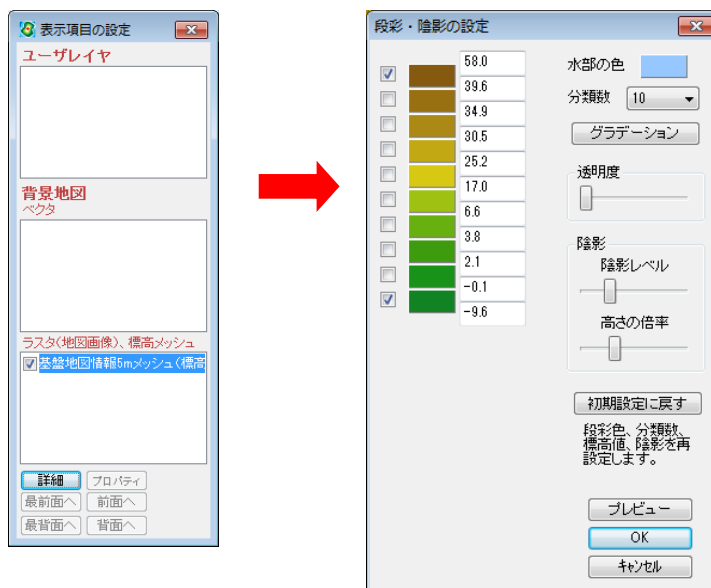 表示項目の設定
ユーザレイヤ
背景地図
ベクタ
ラスタ(地図画像)、標高メッシュ
基盤地図情報5mメッシュ(標高
詳細 プロパティ
最前面へ 前面へ
最背面へ 背面へ
段彩・陰影の設定
58.0
39.6
34.9
30.5
25.2
17.0
6.6
3.8
2.1
-0.1
-9.6
水部の色
分類数 10
グラデーション
透明度
陰影
陰影レベル
高さの倍率
初期設定に戻す
段彩色、分類数、
標高値、陰影を再
設定します。
プレビュー
OK
キャンセル